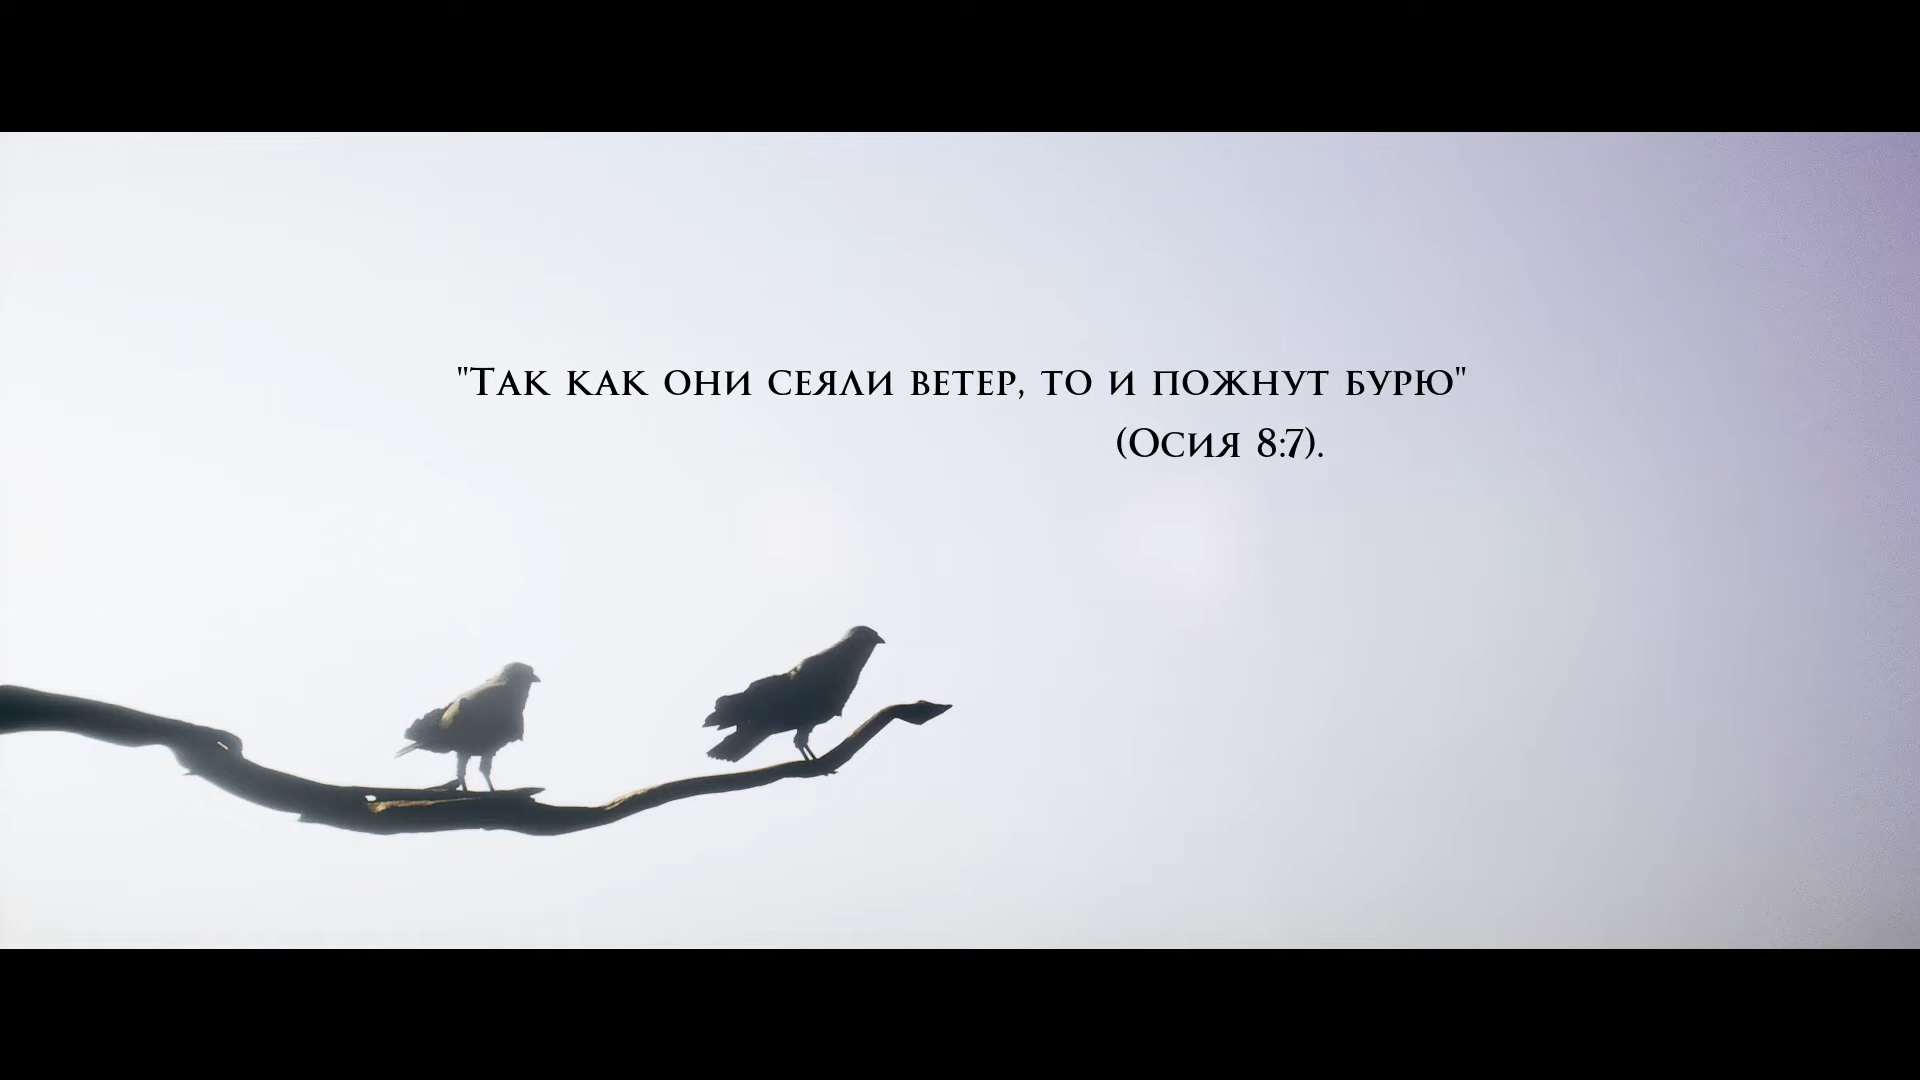 "Так как они сеяли ветер, то и пожнут бурю"
(Осия 8:7).